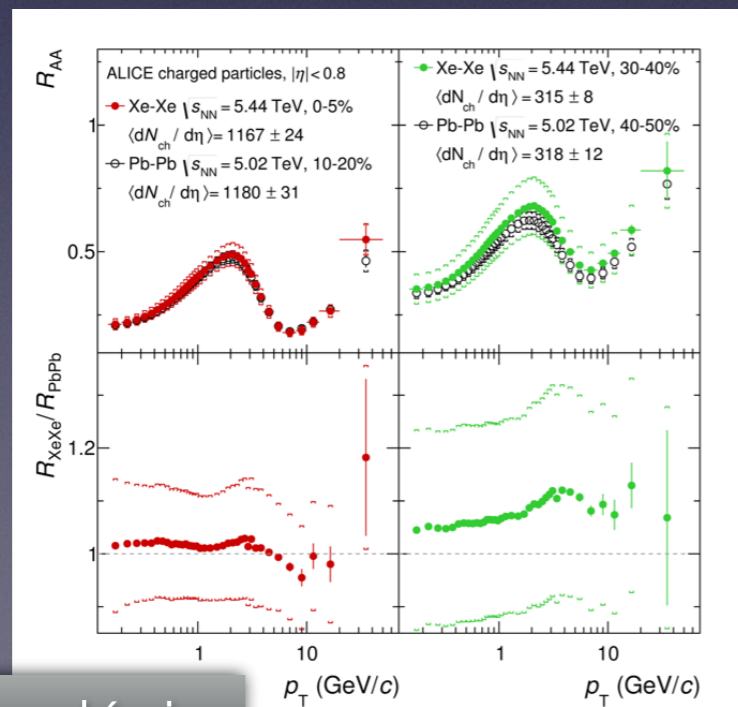 R_AA
ALICE charged particles, |η| < 0.8
Xe-Xe √s_NN = 5.44 TeV, 0-5%
⟨dN_ch / dη⟩= 1167 ± 24
Pb-Pb √s_NN = 5.02 TeV, 10-20%
⟨dN_ch / dη⟩= 1180 ± 31
Xe-Xe √s_NN = 5.44 TeV, 30-40%
⟨dN_ch / dη⟩ = 315 ± 8
Pb-Pb √s_NN = 5.02 TeV, 40-50%
⟨dN_ch / dη⟩ = 318 ± 12
1
0.5
R_XeXe / R_PbPb
1.2
1
1 10 1 10
p_T (GeV/c) p_T (GeV/c)